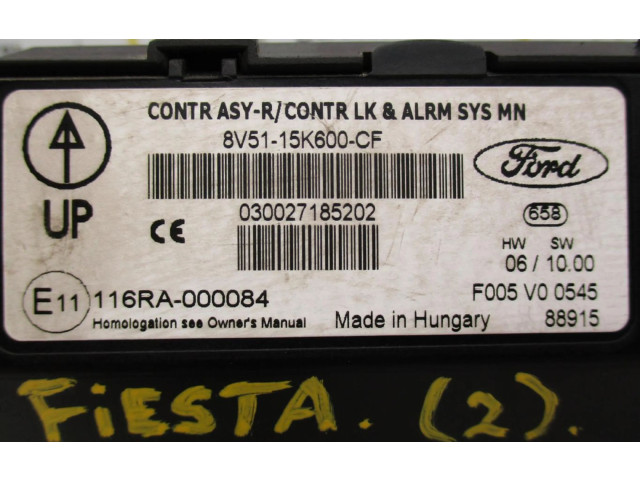 CONTR ASY-R/CONTR LK & ALRM SYS MN
8V51-15K600-CF
Ford
UP
CE
030027185202
658
HW SW
06 / 10.00
E11 116RA-000084
F005 V0 0545
Homologation see Owner's Manual
Made in Hungary
88915
FiESTA. (2).